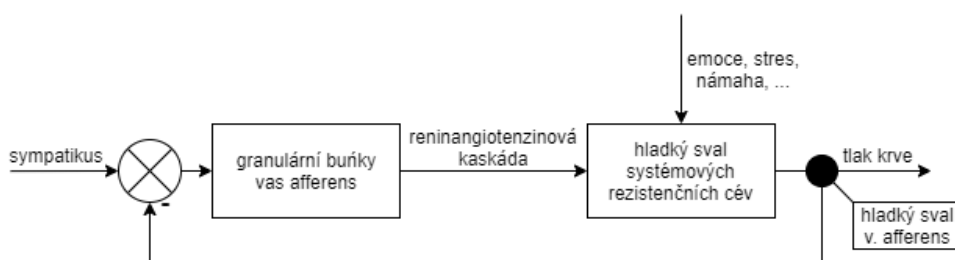 emoce, stres,
námaha, ...
sympatikus
-
granulární buńky
vas afferens
reninangiotenzinová
kaskáda
hladký sval
systémových
rezistenčních cév
tlak krve
hladký sval
v. afferens